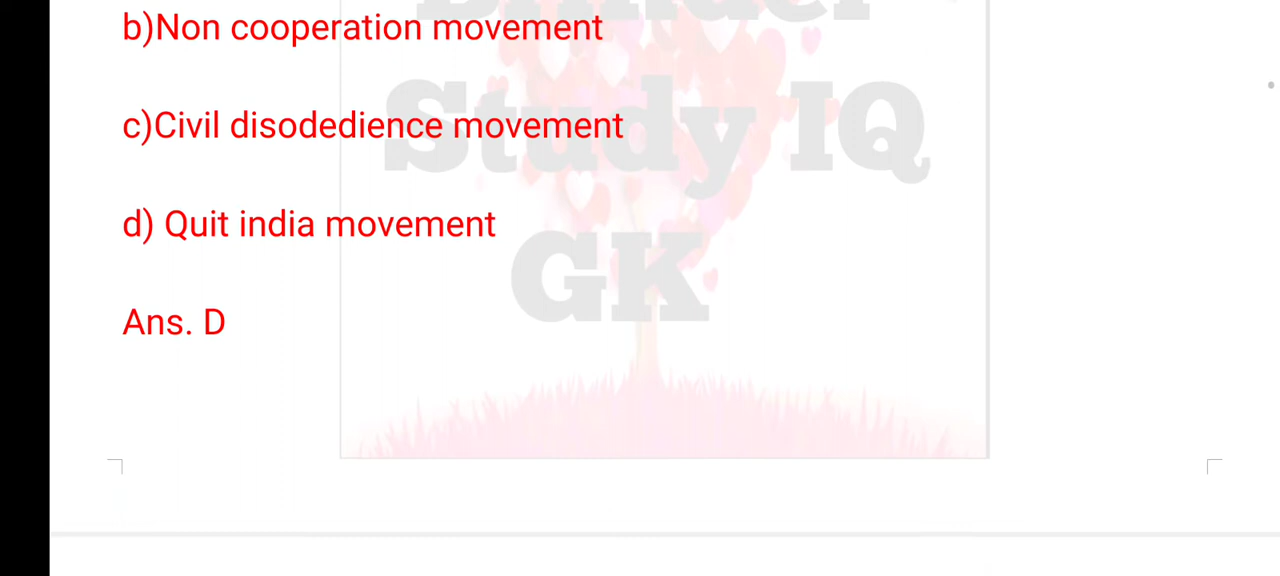 b)Non cooperation movement
Study IQ
c)Civil disodedience movement
d) Quit india movement
GK
Ans. D